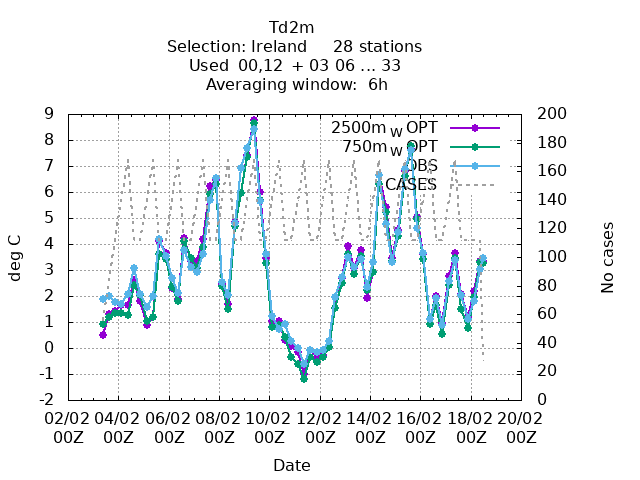 Td2m
Selection: Ireland 28 stations
Used 00,12 + 03 06 ... 33
Averaging window: 6h
2500m_W OPT
750m_W OPT
OBS
CASES
deg C
No cases
9
8
7
6
5
4
3
2
1
0
-1
-2
200
180
160
140
120
100
80
60
40
20
0
02/02 04/02 06/02 08/02 10/02 12/02 14/02 16/02 18/02 20/02
00Z 00Z 00Z 00Z 00Z 00Z 00Z 00Z 00Z 00Z
Date